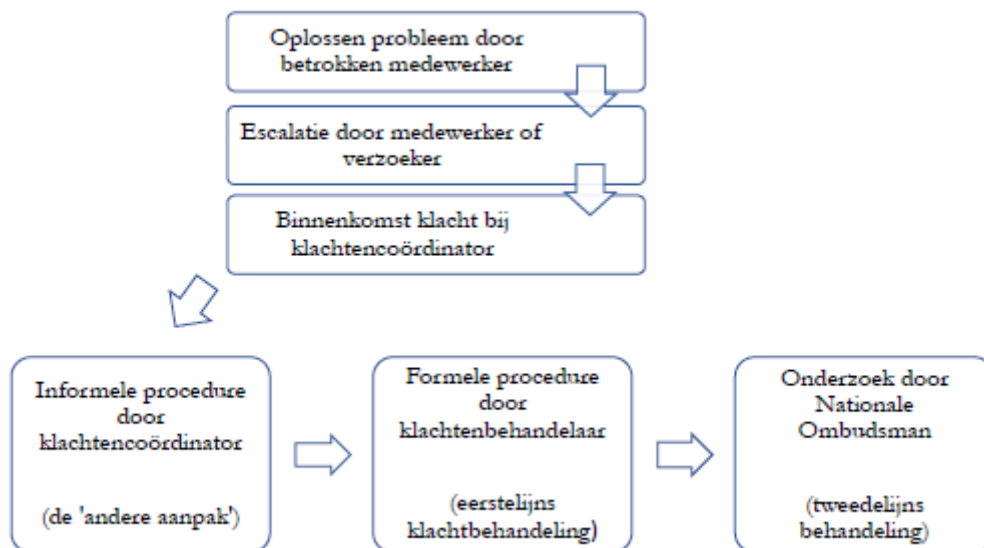 Oplossen probleem door
betrokken medewerker
Escalatie door medewerker of
verzoeker
Binnenkomst klacht bij
klachtencoördinator
Informele procedure
door
klachtencoördinator
(de 'andere aanpak')
Formele procedure
door
klachtenbehandelaar
(eerstelijns
klachtbehandeling)
Onderzoek door
Nationale
Ombudsman
(tweedelijns
behandeling)